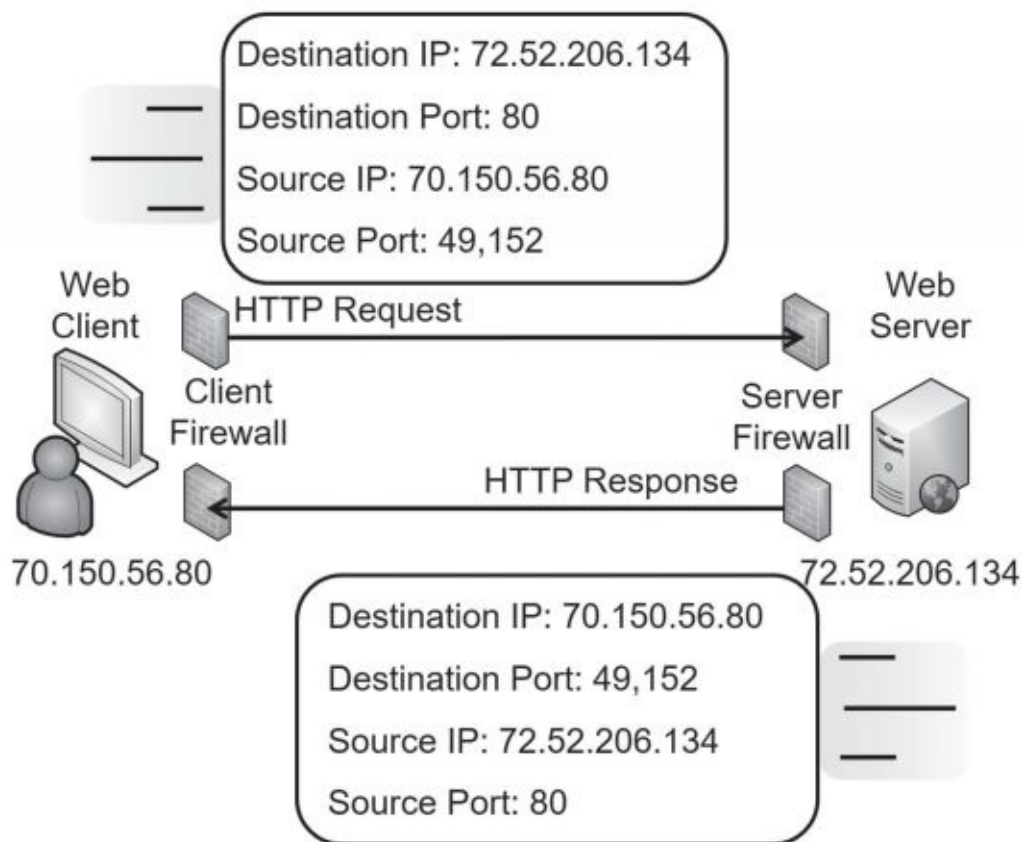 Destination IP: 72.52.206.134
Destination Port: 80
Source IP: 70.150.56.80
Source Port: 49,152
Web
Client
HTTP Request
Web
Server
Client
Firewall
Server
Firewall
HTTP Response
70.150.56.80
72.52.206.134
Destination IP: 70.150.56.80
Destination Port: 49,152
Source IP: 72.52.206.134
Source Port: 80